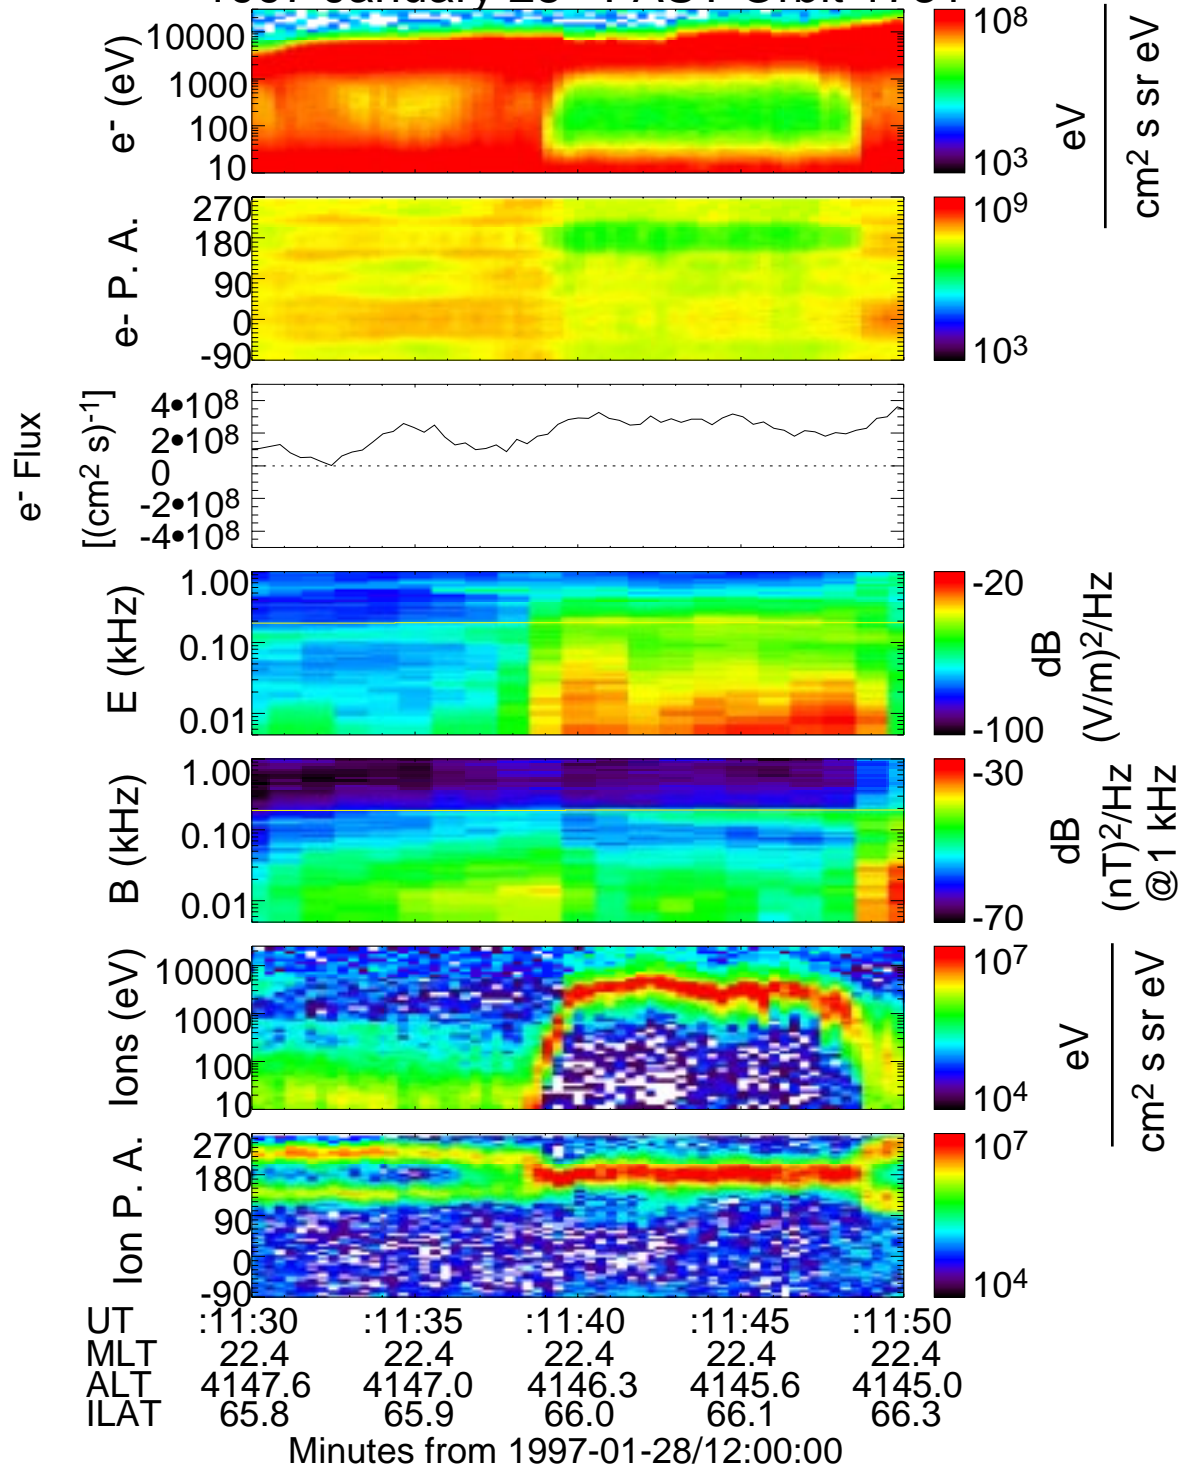 10000
1000
100
10
e- (eV)
10⁸
10³
eV
cm² s sr eV
270
180
90
0
-90
e- P. A.
10⁹
10³
4•10⁸
2•10⁸
0
-2•10⁸
-4•10⁸
e- Flux
[(cm² s)-1]
1.00
0.10
0.01
E (kHz)
-20
-100
dB
(V/m)²/Hz
1.00
0.10
0.01
B (kHz)
-30
-70
dB
(nT)²/Hz
@1 kHz
10000
1000
100
10
Ions (eV)
10⁷
10⁴
eV
cm² s sr eV
270
180
90
0
-90
Ion P. A.
10⁷
10⁴
UT :11:30 :11:35 :11:40 :11:45 :11:50
MLT 22.4 22.4 22.4 22.4 22.4
ALT 4147.6 4147.0 4146.3 4145.6 4145.0
ILAT 65.8 65.9 66.0 66.1 66.3
Minutes from 1997-01-28/12:00:00